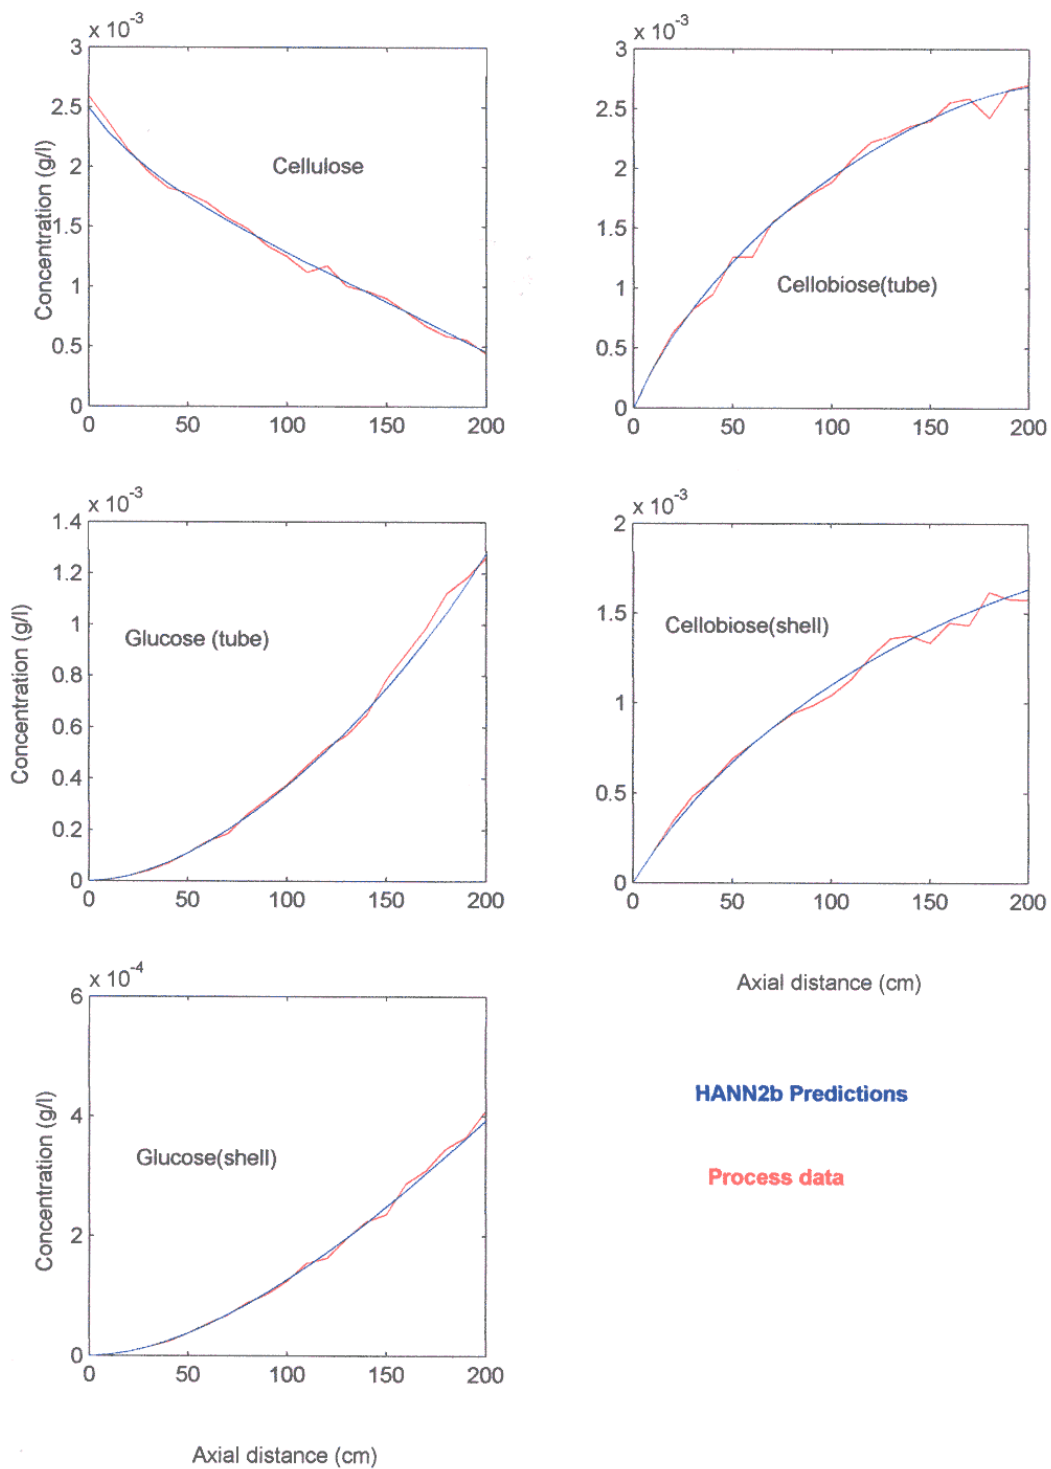 x 10-3
3
2.5
2
1.5
1
0.5
0
0 50 100 150 200
Concentration (g/l)
Cellulose
x 10-3
3
2.5
2
1.5
1
0.5
0
0 50 100 150 200
Cellobiose(tube)
x 10-3
1.4
1.2
1
0.8
0.6
0.4
0.2
0
0 50 100 150 200
Concentration (g/l)
Glucose (tube)
x 10-3
2
1.5
1
0.5
0
0 50 100 150 200
Cellobiose(shell)
Axial distance (cm)
x 10-4
6
4
2
0
0 50 100 150 200
Concentration (g/l)
Glucose(shell)
Axial distance (cm)
HANN2b Predictions
Process data